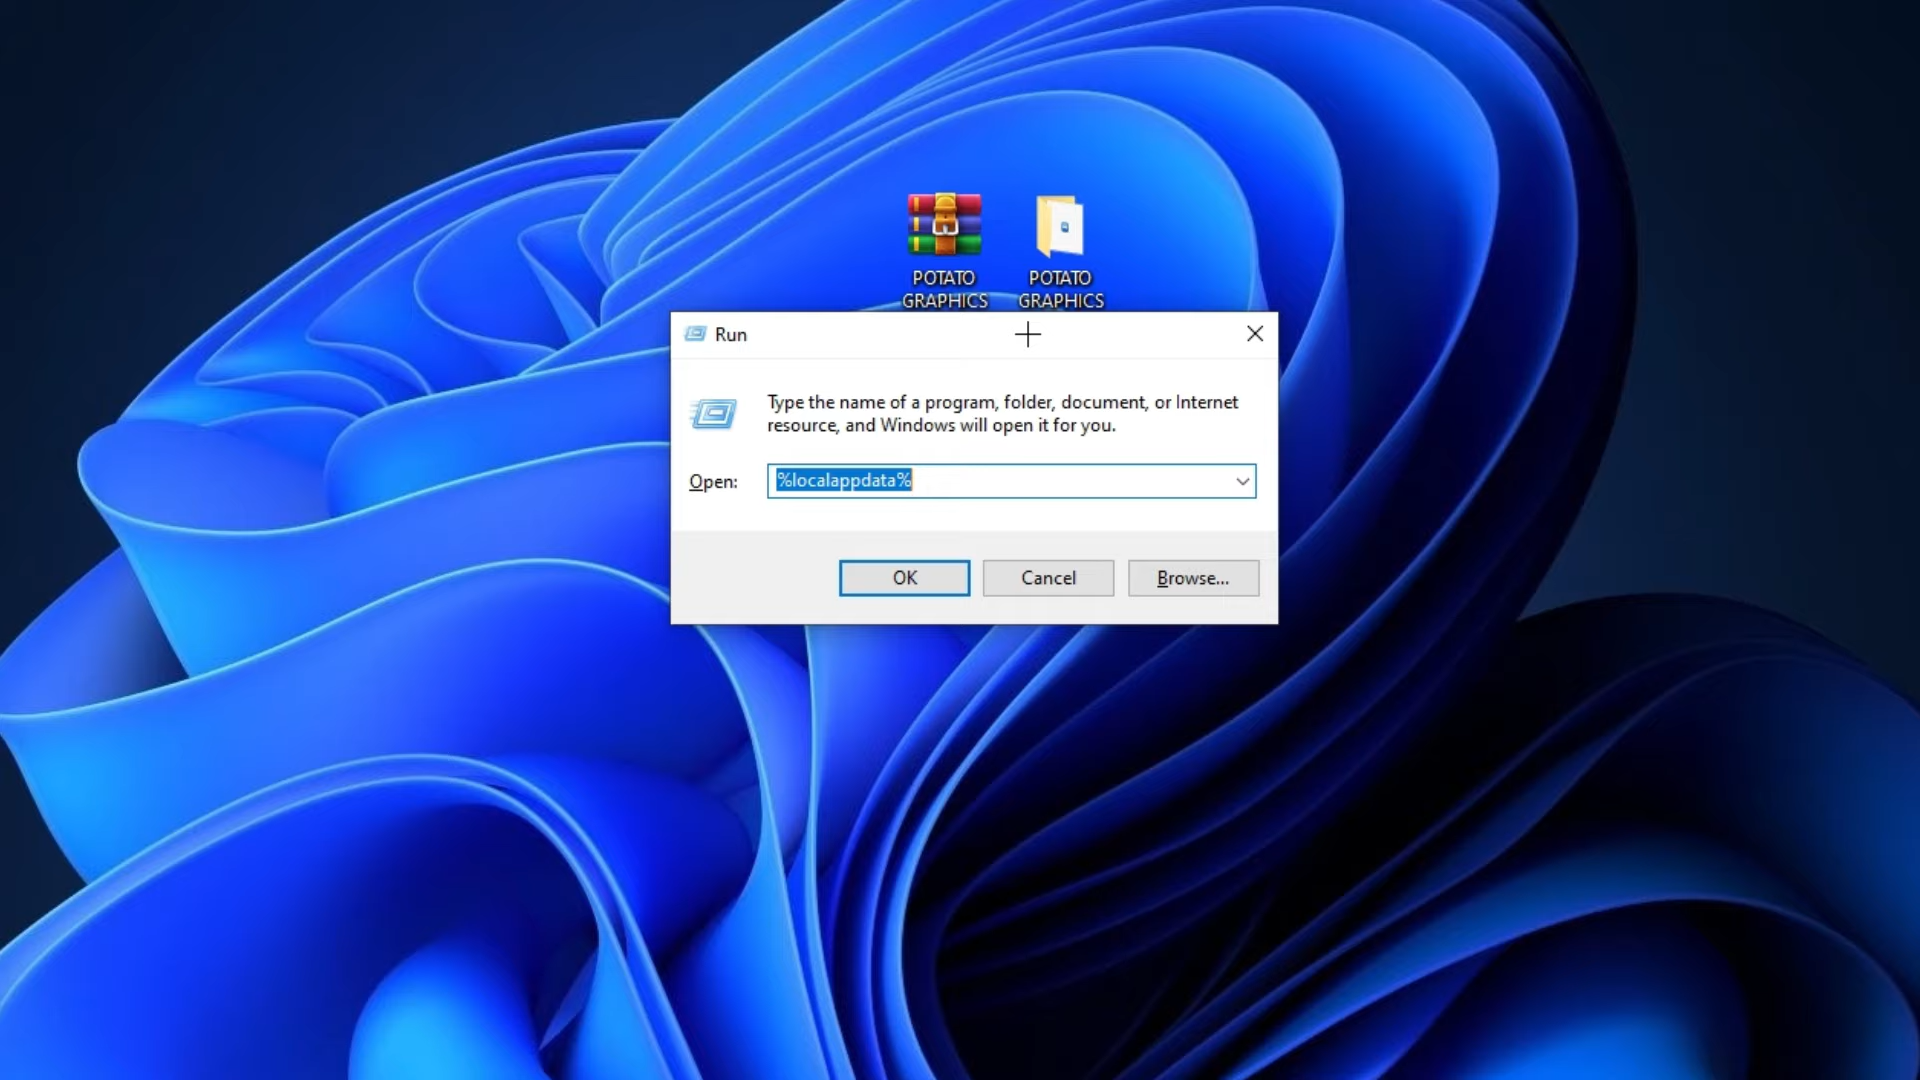 POTATO
GRAPHICS
POTATO
GRAPHICS
Run
Type the name of a program, folder, document, or Internet
resource, and Windows will open it for you.
Open:
%localappdata%
OK
Cancel
Browse...